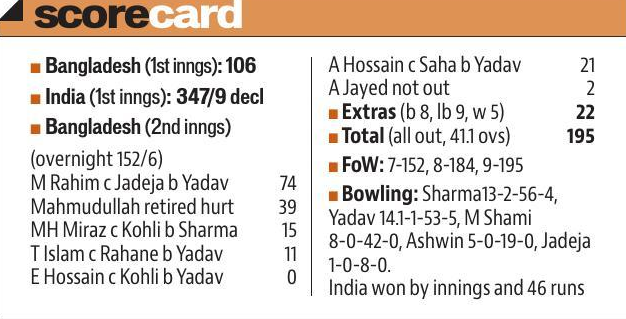 scorecard
Bangladesh (1st inngs): 106
India (1st inngs): 347/9 decl
Bangladesh (2nd inngs)
(overnight 152/6)
M Rahim c Jadeja b Yadav 74
Mahmudullah retired hurt 39
MH Miraz c Kohli b Sharma 15
T Islam c Rahane b Yadav 11
E Hossain c Kohli b Yadav 0
A Hossain c Saha b Yadav 21
A Jayed not out 2
Extras (b 8, lb 9, w 5) 22
Total (all out, 41.1 ovs) 195
FoW: 7-152, 8-184, 9-195
Bowling: Sharma13-2-56-4,
Yadav 14.1-1-53-5, M Shami
8-0-42-0, Ashwin 5-0-19-0, Jadeja
1-0-8-0.
India won by innings and 46 runs